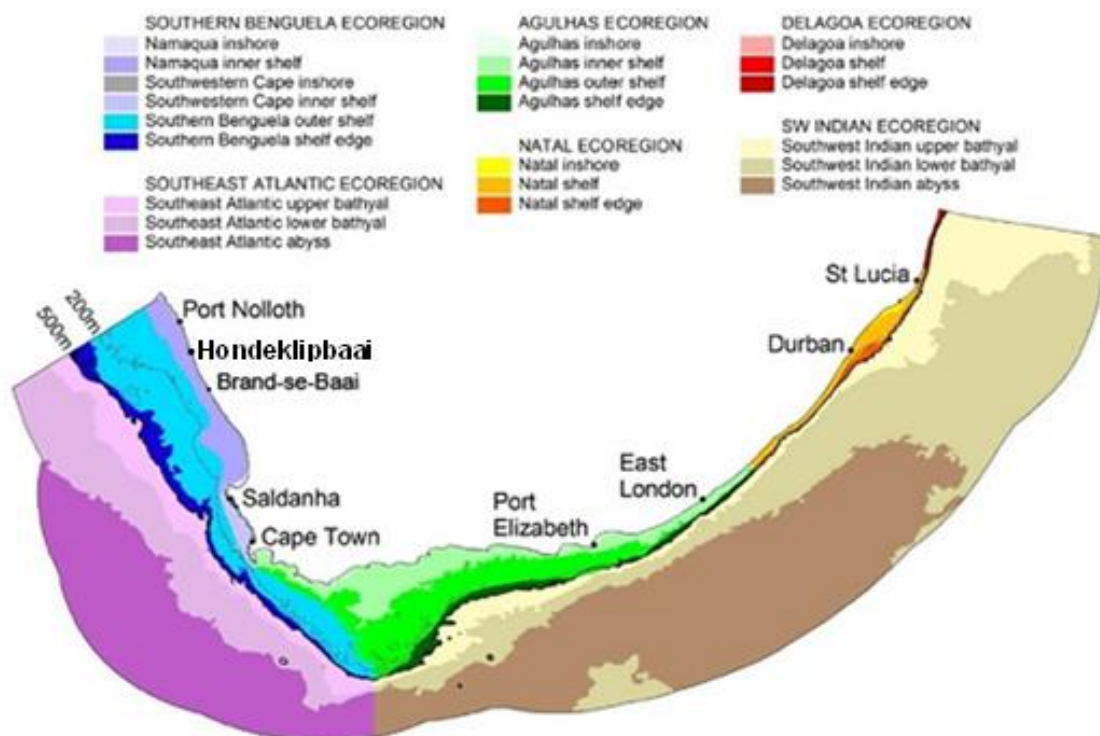 SOUTHERN BENGUELA ECOREGION
Namaqua inshore
Namaqua inner shelf
Southwestern Cape inshore
Southwestern Cape inner shelf
Southern Benguela outer shelf
Southern Benguela shelf edge
SOUTHEAST ATLANTIC ECOREGION
Southeast Atlantic upper bathyal
Southeast Atlantic lower bathyal
Southeast Atlantic abyss
AGULHAS ECOREGION
Agulhas inshore
Agulhas inner shelf
Agulhas outer shelf
Agulhas shelf edge
NATAL ECOREGION
Natal inshore
Natal shelf
Natal shelf edge
DELAGOA ECOREGION
Delagoa inshore
Delagoa shelf
Delagoa shelf edge
SW INDIAN ECOREGION
Southwest Indian upper bathyal
Southwest Indian lower bathyal
Southwest Indian abyss
200m
500m
Port Nolloth
Hondeklipbaai
Brand-se-Baai
Saldanha
Cape Town
Port
Elizabeth
East
London
Durban
St Lucia